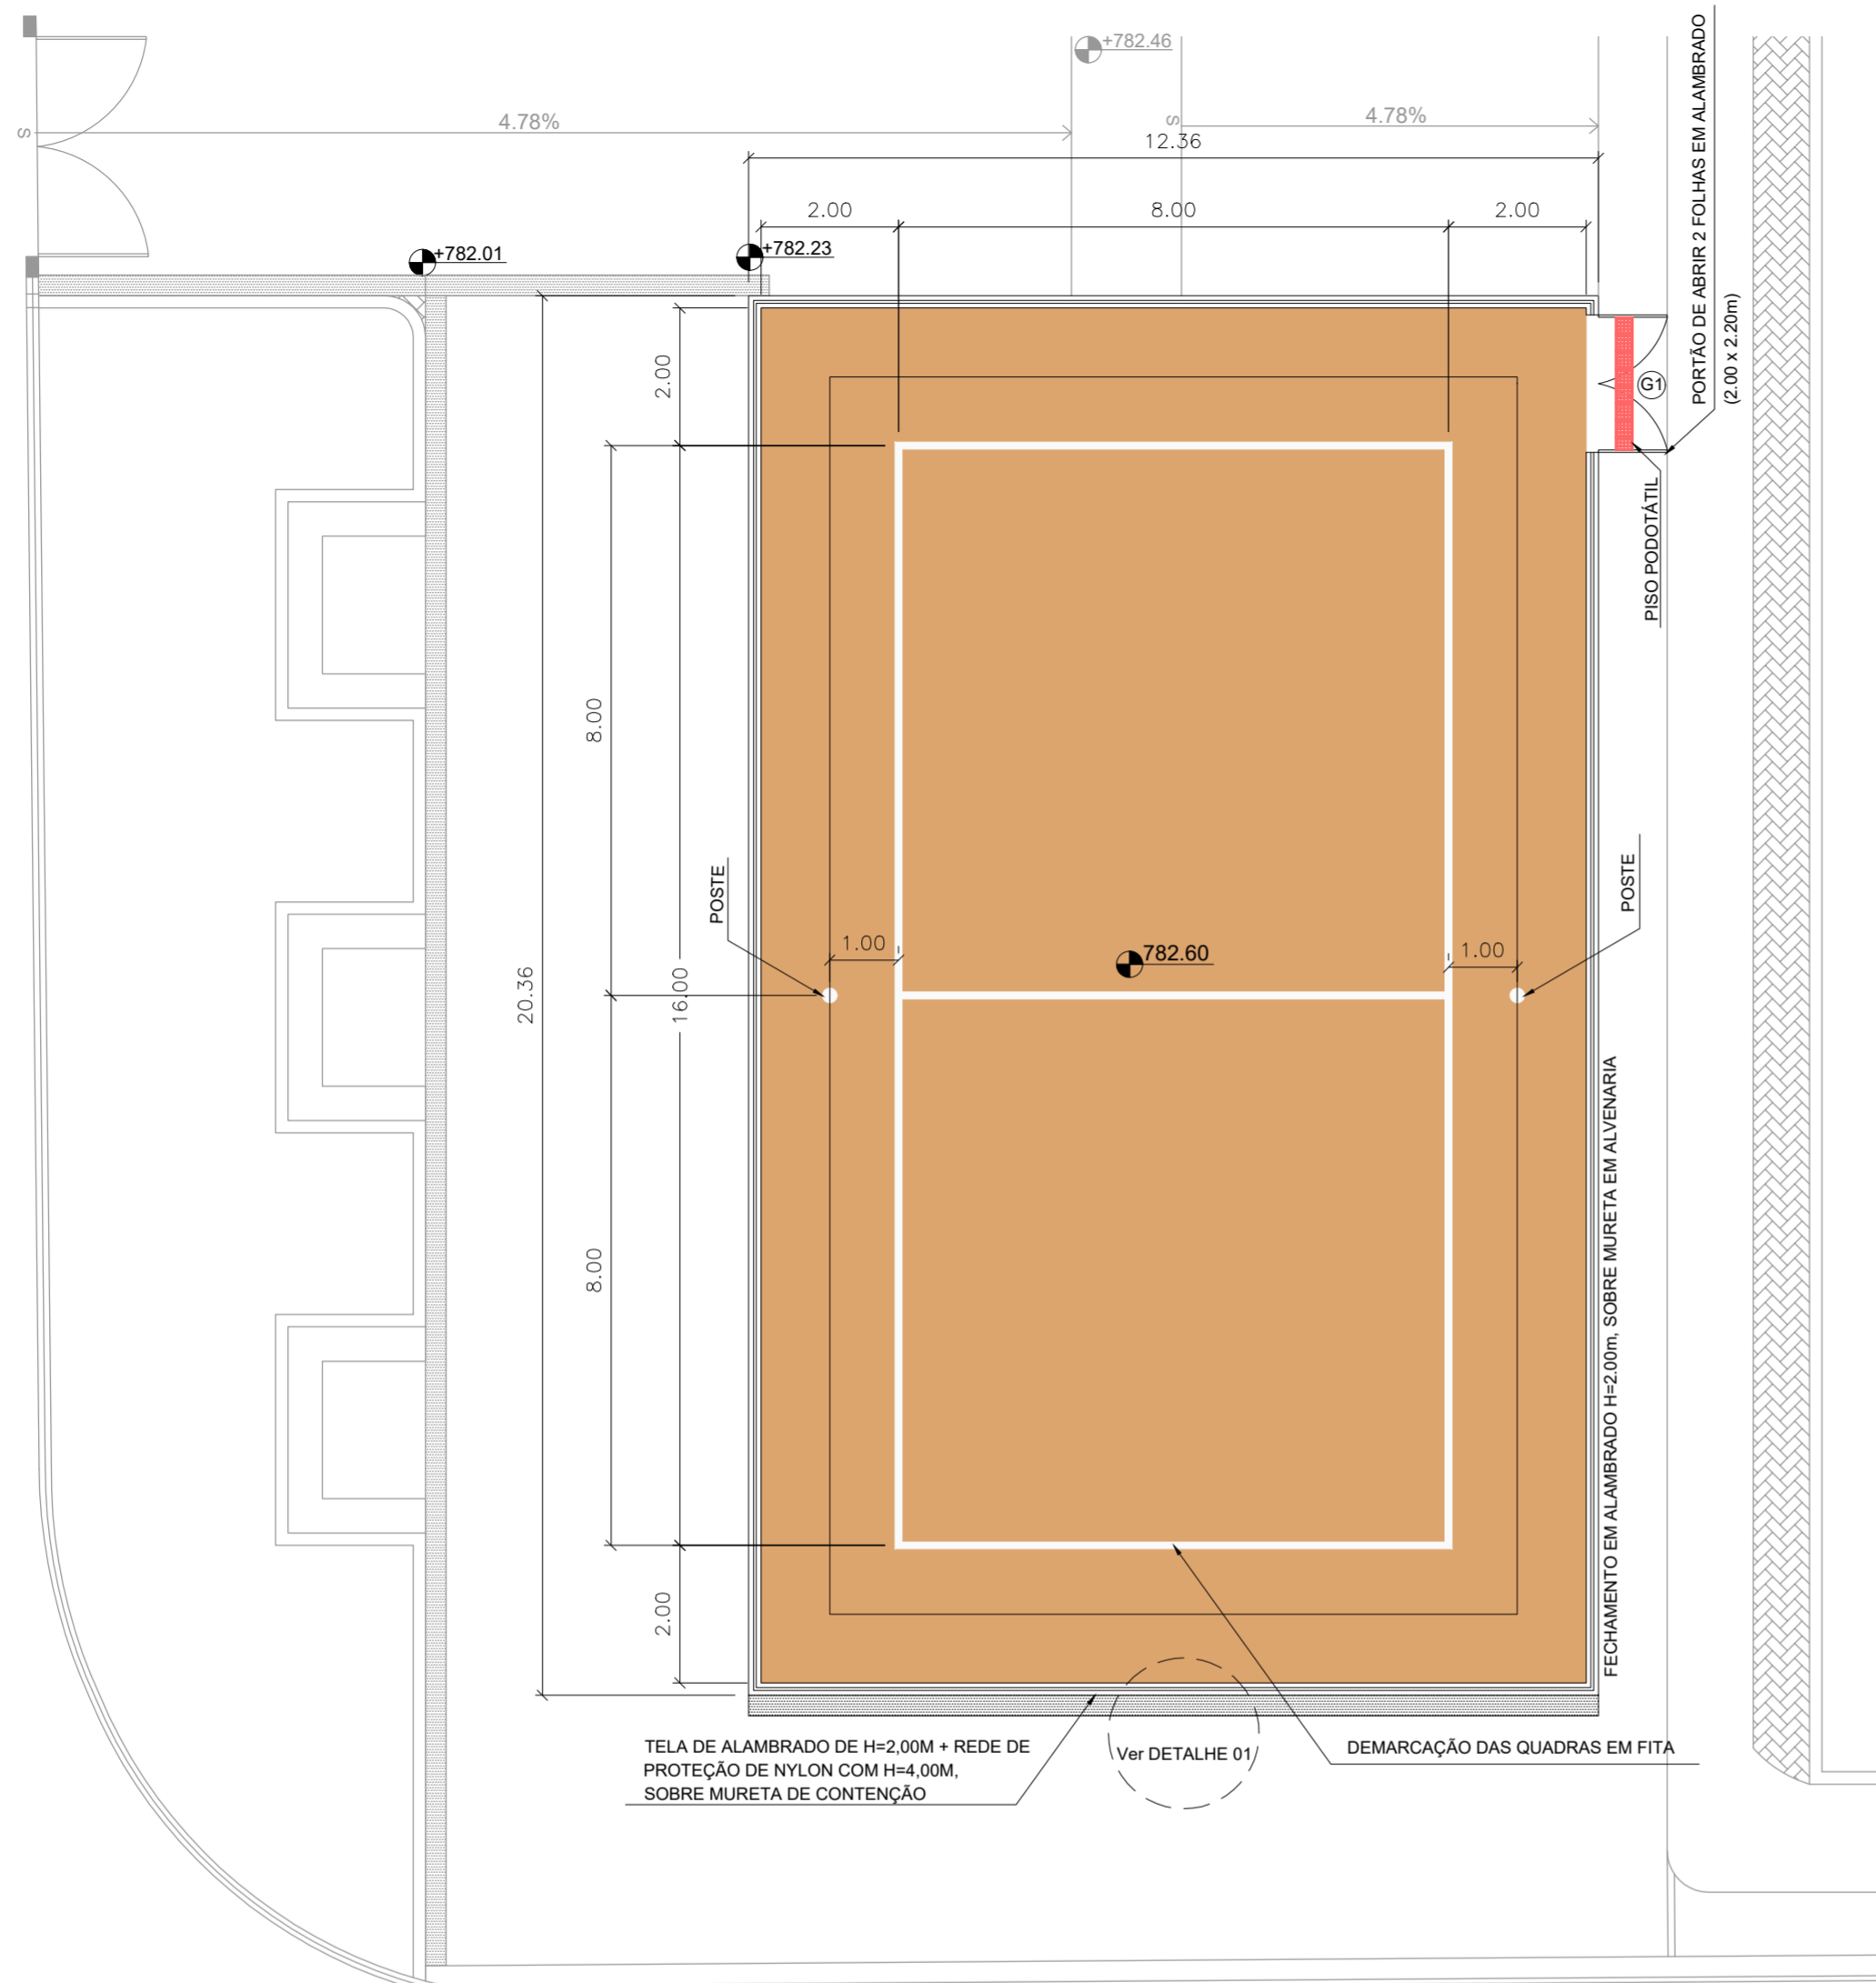 +782.46
S
4.78%
S
4.78%
12.36
2.00
8.00
2.00
+782.01
+782.23
PORTÃO DE ABRIR 2 FOLHAS EM ALAMBRADO
(2.00 x 2.20m)
G1
PISO PODOTÁTIL
2.00
8.00
POSTE
POSTE
1.00
782.60
1.00
20.36
16.00
8.00
2.00
FECHAMENTO EM ALAMBRADO H=2.00m, SOBRE MURETA EM ALVENARIA
TELA DE ALAMBRADO DE H=2,00M + REDE DE
PROTEÇÃO DE NYLON COM H=4,00M,
SOBRE MURETA DE CONTENÇÃO
Ver DETALHE 01
DEMARCAÇÃO DAS QUADRAS EM FITA